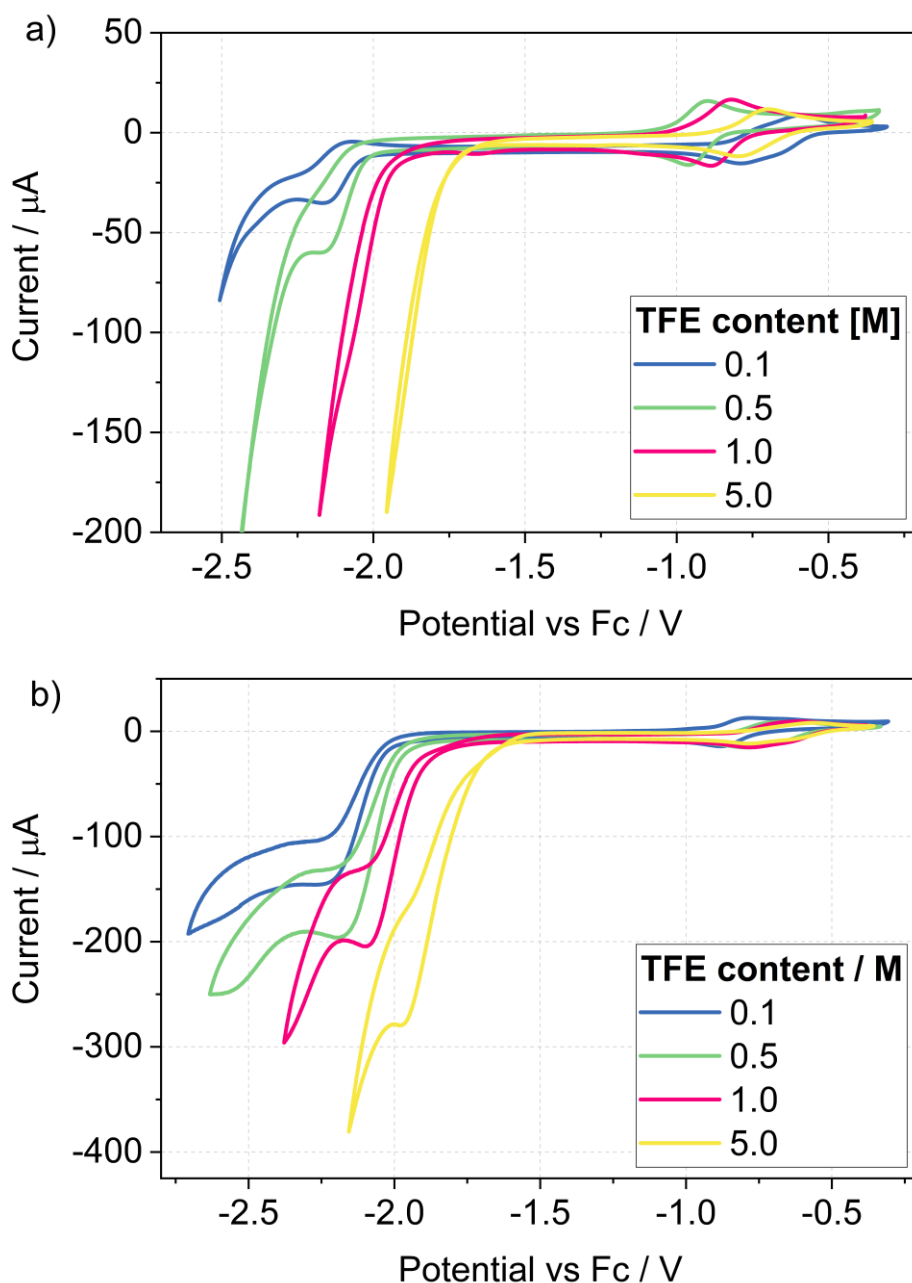 a)
50
0
-50
-100
-150
-200
Current / µA
TFE content [M]
0.1
0.5
1.0
5.0
-2.5 -2.0 -1.5 -1.0 -0.5
Potential vs Fc / V
b)
0
-100
-200
-300
-400
Current / µA
TFE content / M
0.1
0.5
1.0
5.0
-2.5 -2.0 -1.5 -1.0 -0.5
Potential vs Fc / V